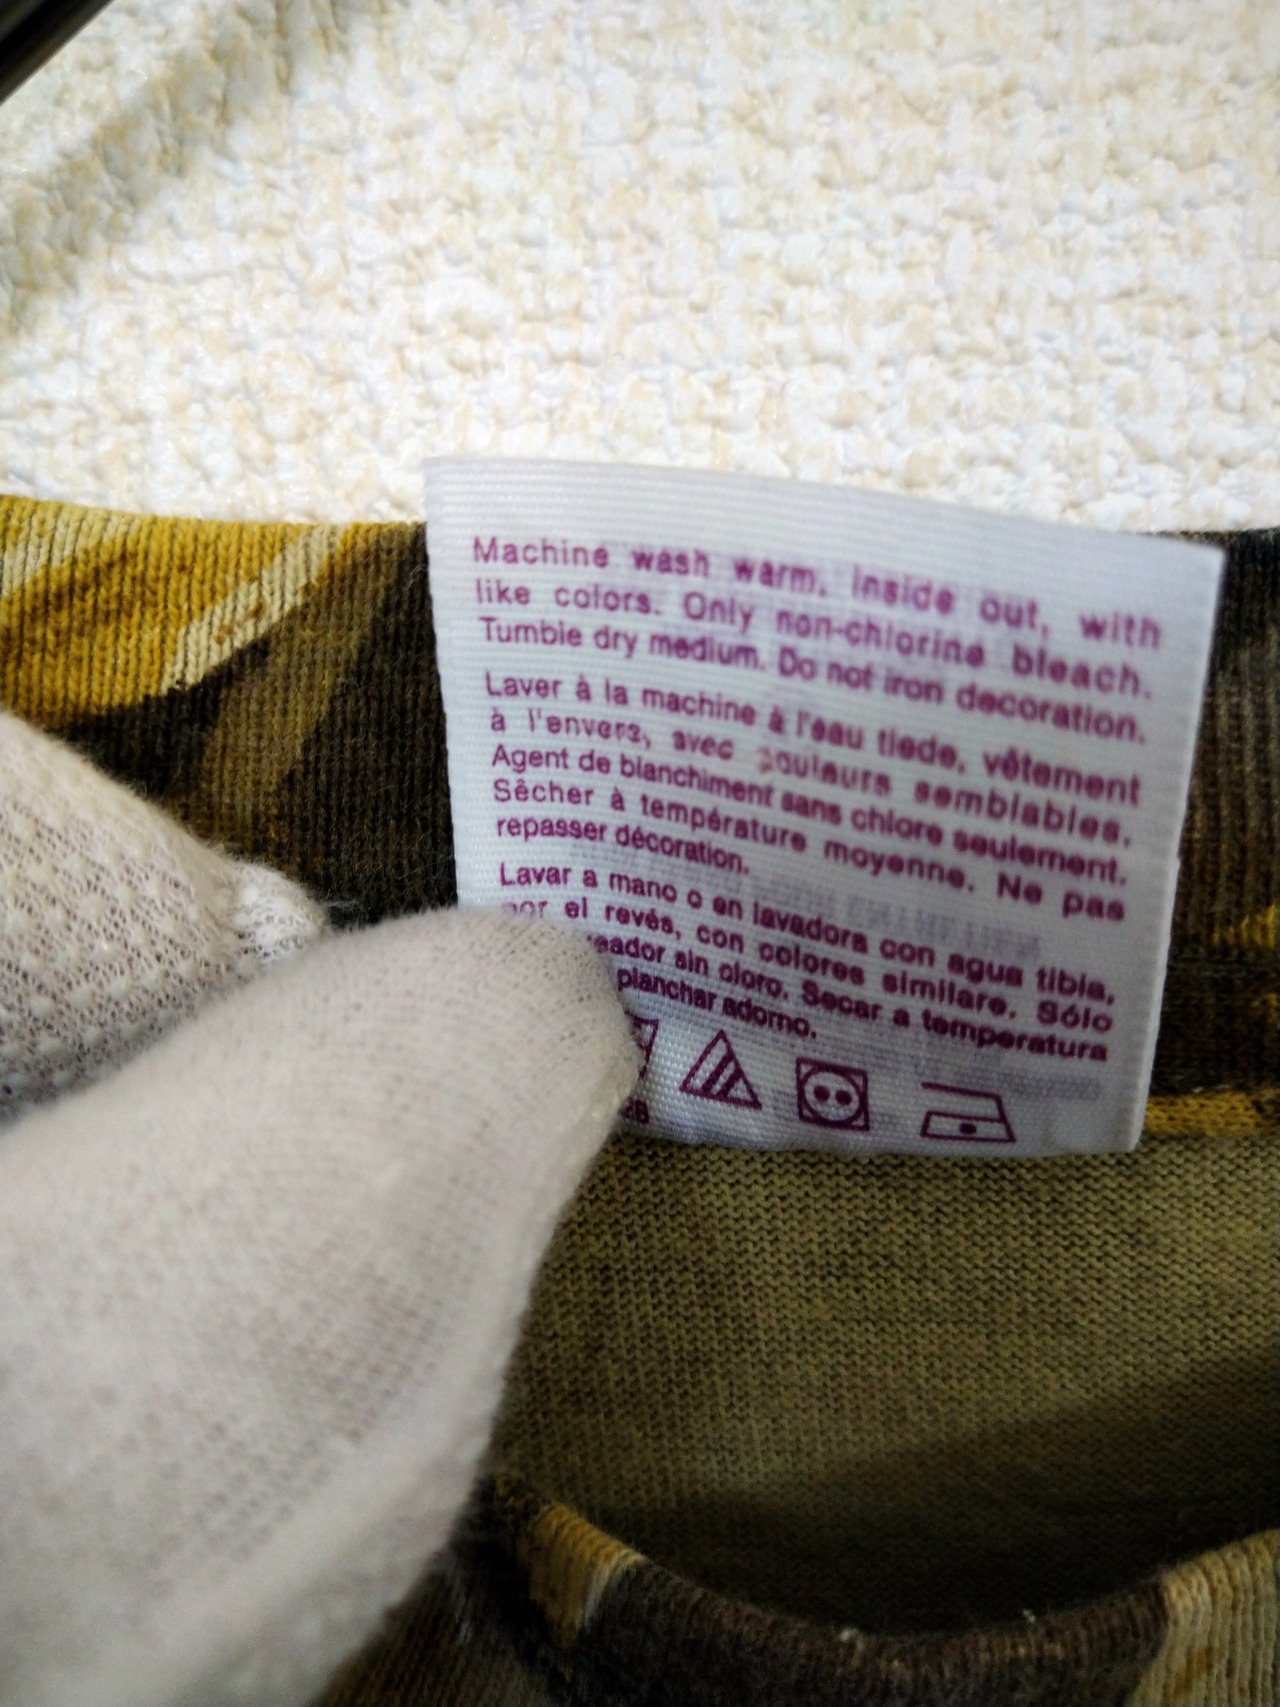 Machine wash warm, inside out, with
like colors. Only non-chlorine bleach.
Tumble dry medium. Do not iron decoration.
Laver à la machine à l'eau tiede, vêtement
à l'envers, avec couleurs semblables.
Agent de blanchiment sans chlore seulement.
Sêcher à température moyenne. Ne pas
repasser décoration.
Lavar a mano o en lavadora con agua tibia,
por el revés, con colores similare. Sólo
sin cloro. Secar a temperatura
planchar adorno.